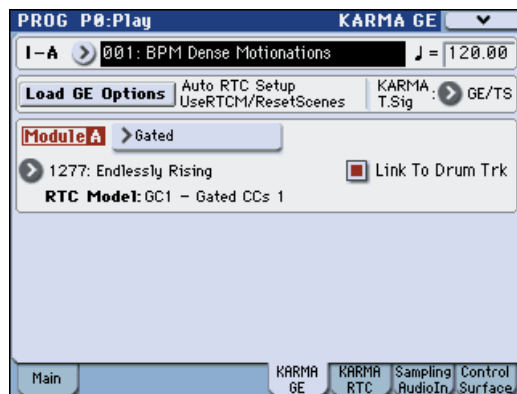 PROG P0:Play KARMA GE
I-A 001: BPM Dense Motionations ♩ = 120.00
Load GE Options Auto RTC Setup KARMA : GE/TS
UseRTCM/ResetScenes T.Sig
Module A Gated
1277: Endlessly Rising Link To Drum Trk
RTC Model: GC1 - Gated CCs 1
Main KARMA KARMA Sampling Control
GE RTC AudioIn Surface